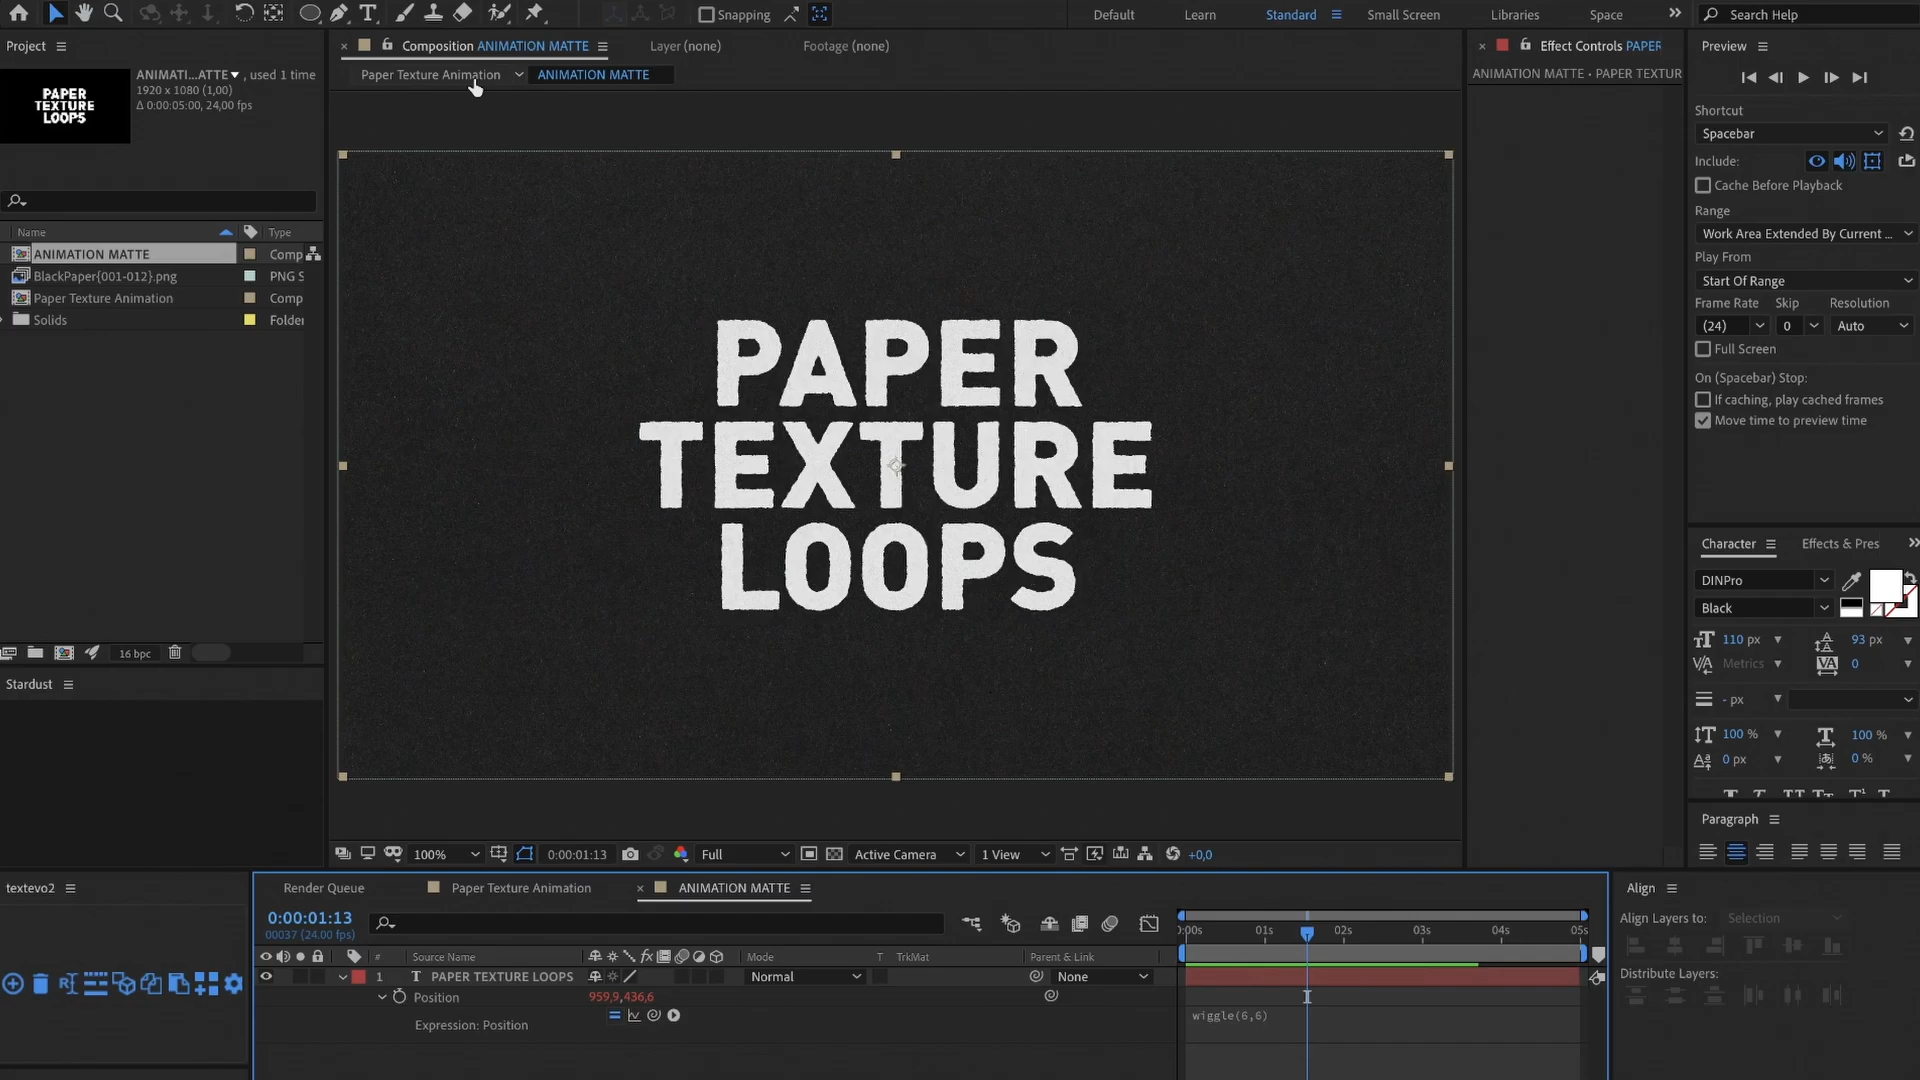 Snapping
Default
Learn
Standard
Small Screen
Libraries
Space
Search Help
Project
ANIMATI...ATTE , used 1 time
1920 x 1080 (1,00)
Δ 0:00:05:00, 24,00 fps
PAPER
TEXTURE
LOOPS
Name
Type
ANIMATION MATTE
Comp
BlackPaper{001-012}.png
PNG S
Paper Texture Animation
Comp
Solids
Folder
16 bpc
Stardust
Composition ANIMATION MATTE
Layer (none)
Footage (none)
Paper Texture Animation
ANIMATION MATTE
PAPER
TEXTURE
LOOPS
100%
0:00:01:13
Full
Active Camera
1 View
+0,0
Effect Controls PAPER
ANIMATION MATTE • PAPER TEXTUR
Preview
Shortcut
Spacebar
Include:
Cache Before Playback
Range
Work Area Extended By Current ...
Play From
Start Of Range
Frame Rate
Skip
Resolution
(24)
0
Auto
Full Screen
On (Spacebar) Stop:
If caching, play cached frames
Move time to preview time
Character
Effects & Pres
DINPro
Black
110 px
93 px
Metrics
0
- px
100 %
100 %
0 px
0 %
Paragraph
textevo2
Render Queue
Paper Texture Animation
ANIMATION MATTE
0:00:01:13
00037 (24.00 fps)
#
Source Name
Mode
T
TrkMat
Parent & Link
1
T
PAPER TEXTURE LOOPS
Normal
None
Position
959,9,436,6
Expression: Position
):00s
01s
02s
03s
04s
05s
wiggle(6,6)
Align
Align Layers to:
Selection
Distribute Layers: